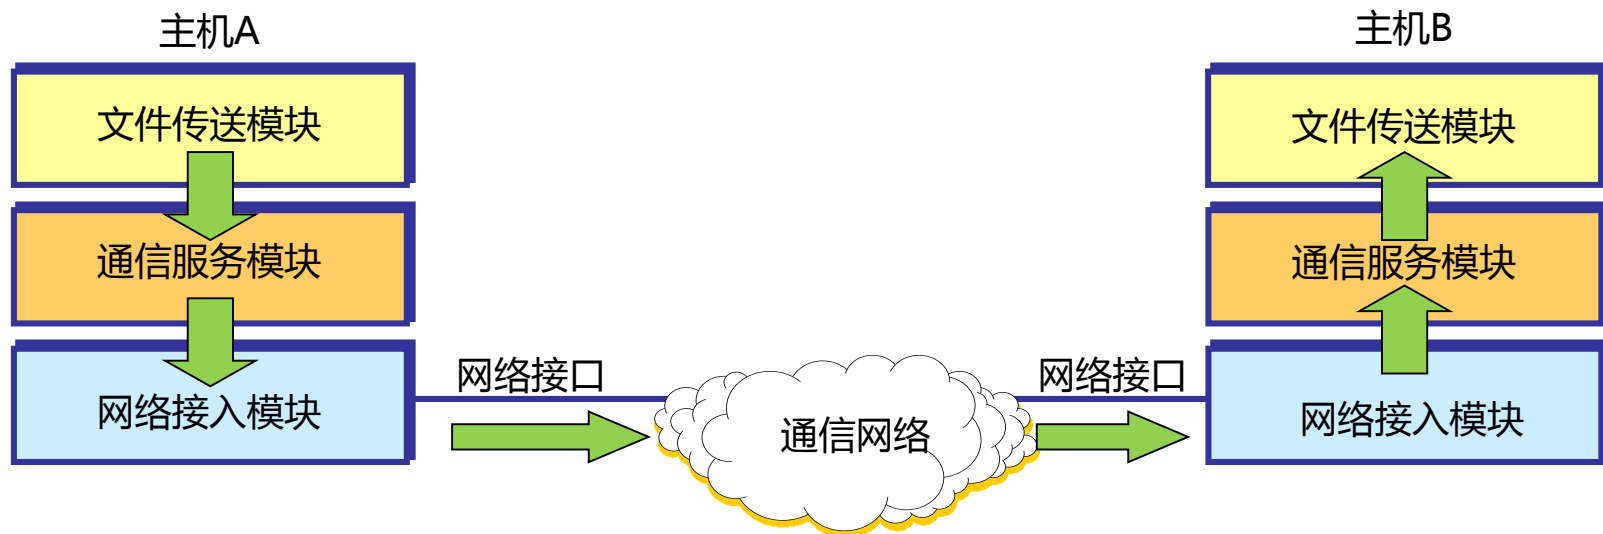 主机A
主机B
文件传送模块
文件传送模块
通信服务模块
通信服务模块
网络接口
网络接口
网络接入模块
通信网络
网络接入模块